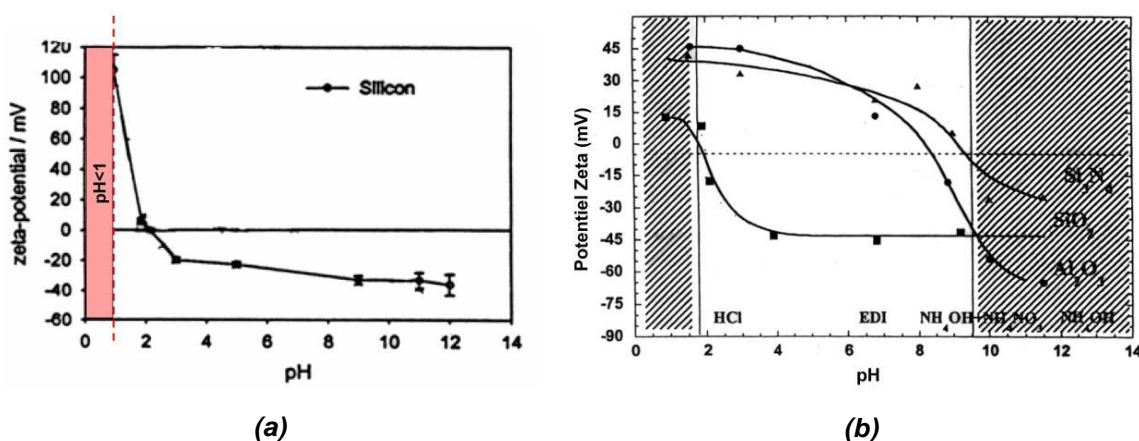 (a)
zeta-potential / mV
120
100
80
60
40
20
0
-20
-40
-60
pH<1
Silicon
0 2 4 6 8 10 12 14
pH
(b)
Potentiel Zeta (mV)
45
30
15
0
-15
-30
-45
-60
-75
-90
Si3N4
SiO2
Al2O3
HCl EDI NH4OH+NH4NO3 NH4OH
0 2 4 6 8 10 12 14
pH
(a) (b)